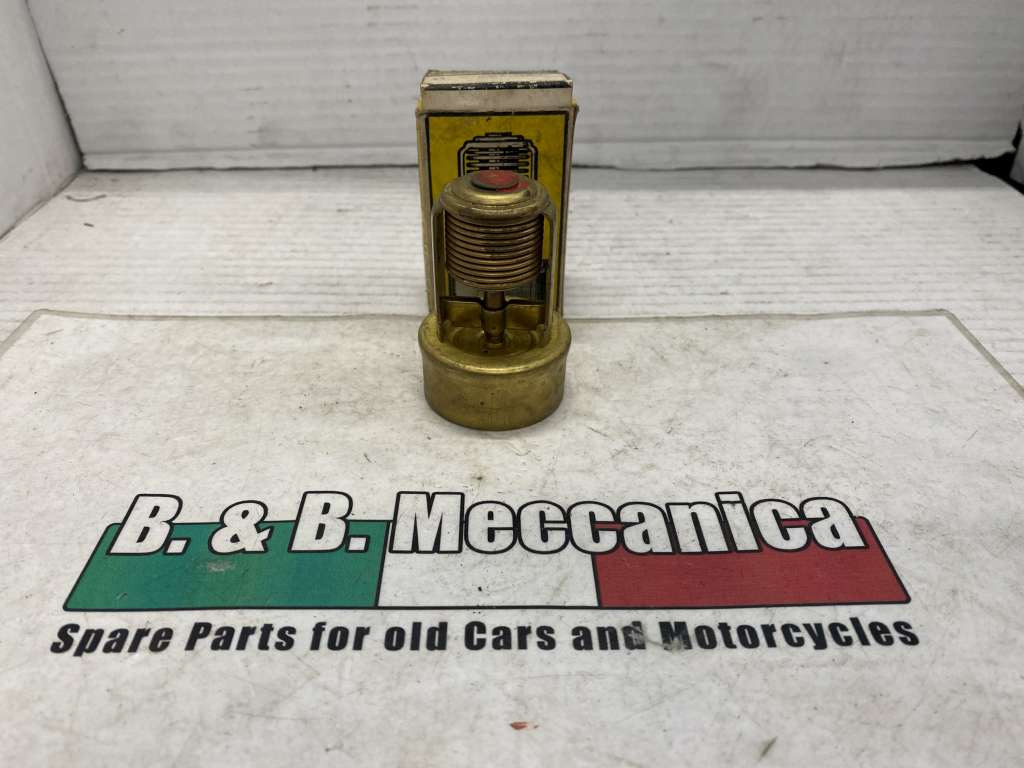 B. & B. Meccanica
Spare Parts for old Cars and Motorcycles